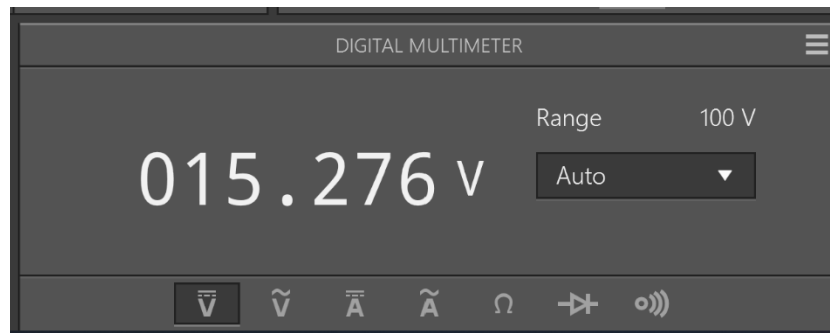 DIGITAL MULTIMETER
Range 100 V
015.276 V
Auto
V V A A Ω